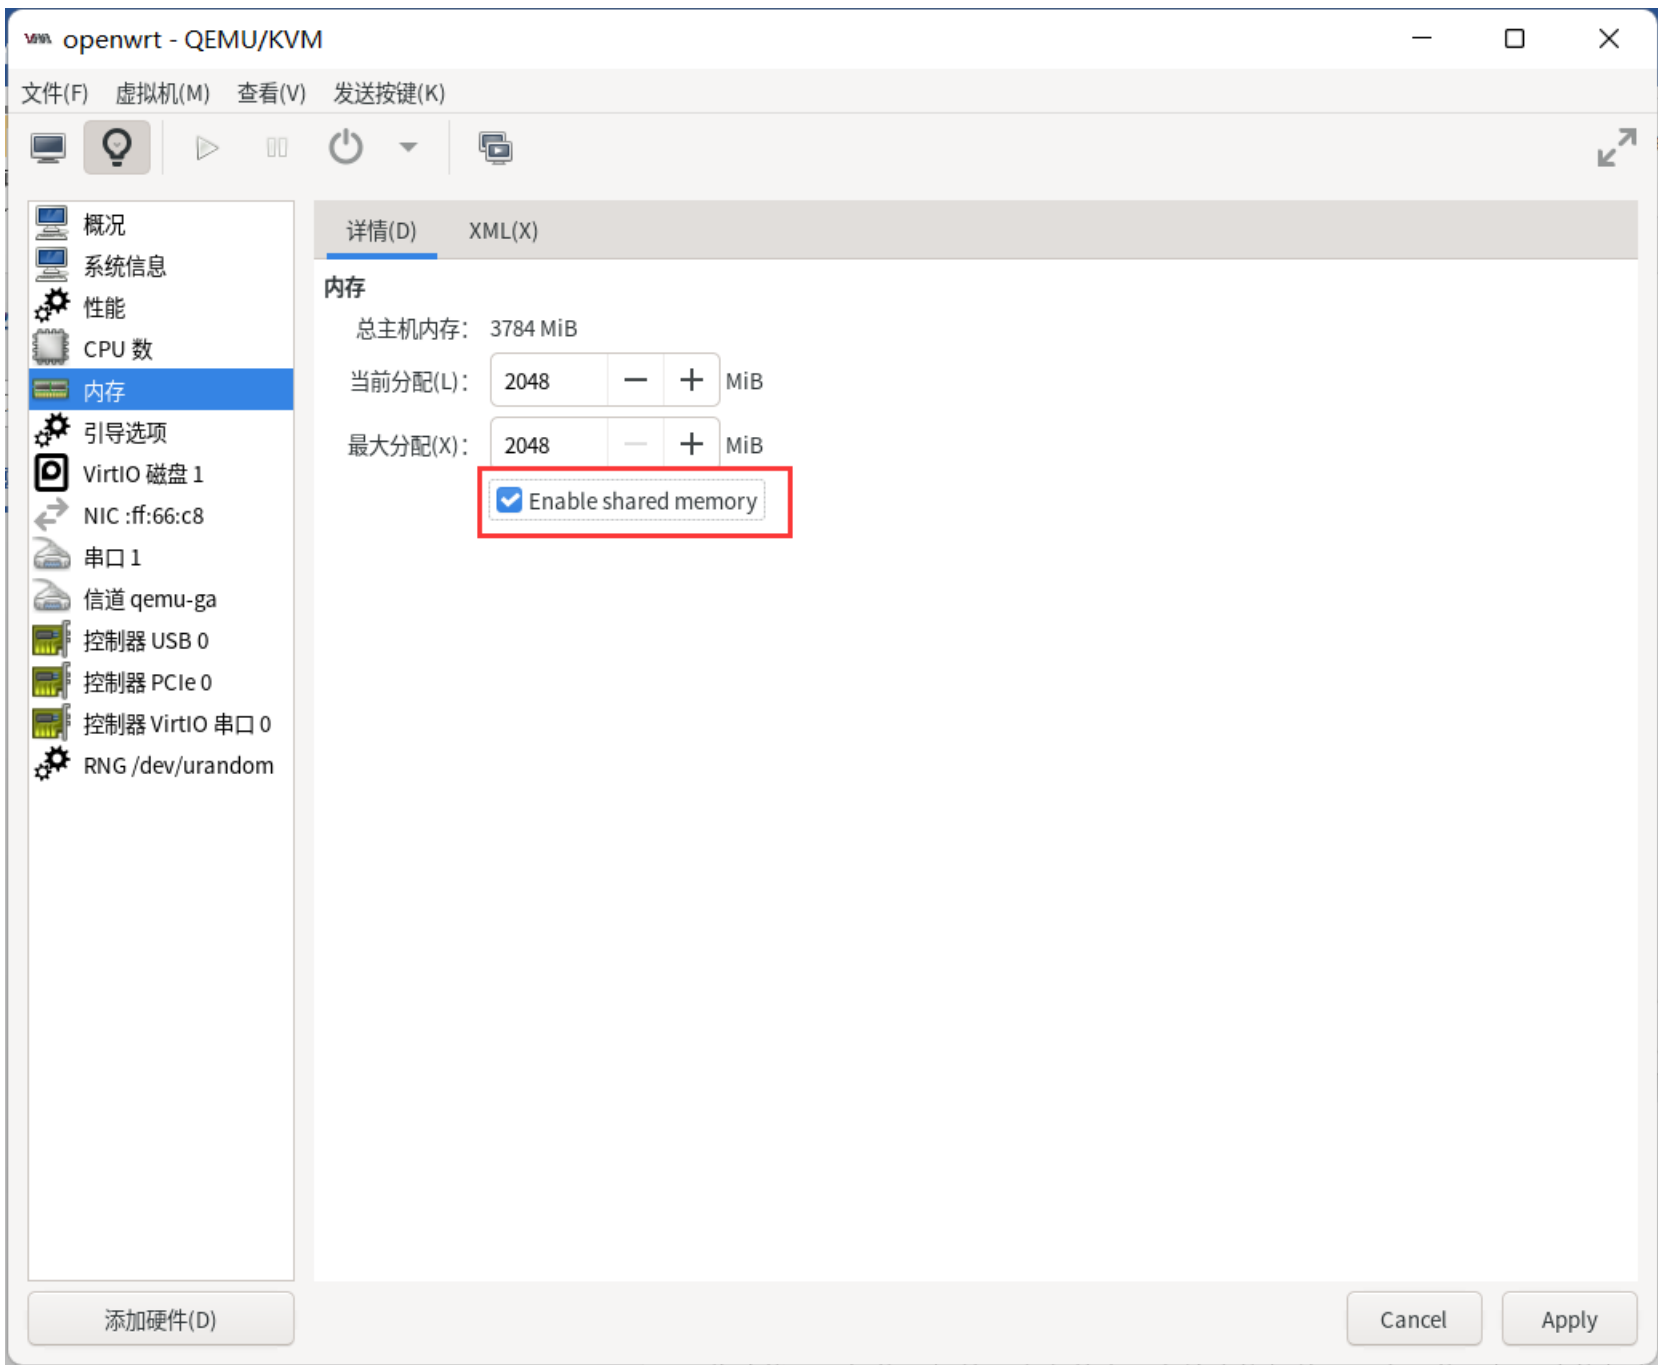 openwrt - QEMU/KVM
文件(F) 虚拟机(M) 查看(V) 发送按键(K)
概况
系统信息
性能
CPU 数
内存
引导选项
VirtIO 磁盘 1
NIC :ff:66:c8
串口 1
信道 qemu-ga
控制器 USB 0
控制器 PCIe 0
控制器 VirtIO 串口 0
RNG /dev/urandom
添加硬件(D)
详情(D) XML(X)
内存
总主机内存： 3784 MiB
当前分配(L)： 2048 MiB
最大分配(X)： 2048 MiB
Enable shared memory
Cancel Apply